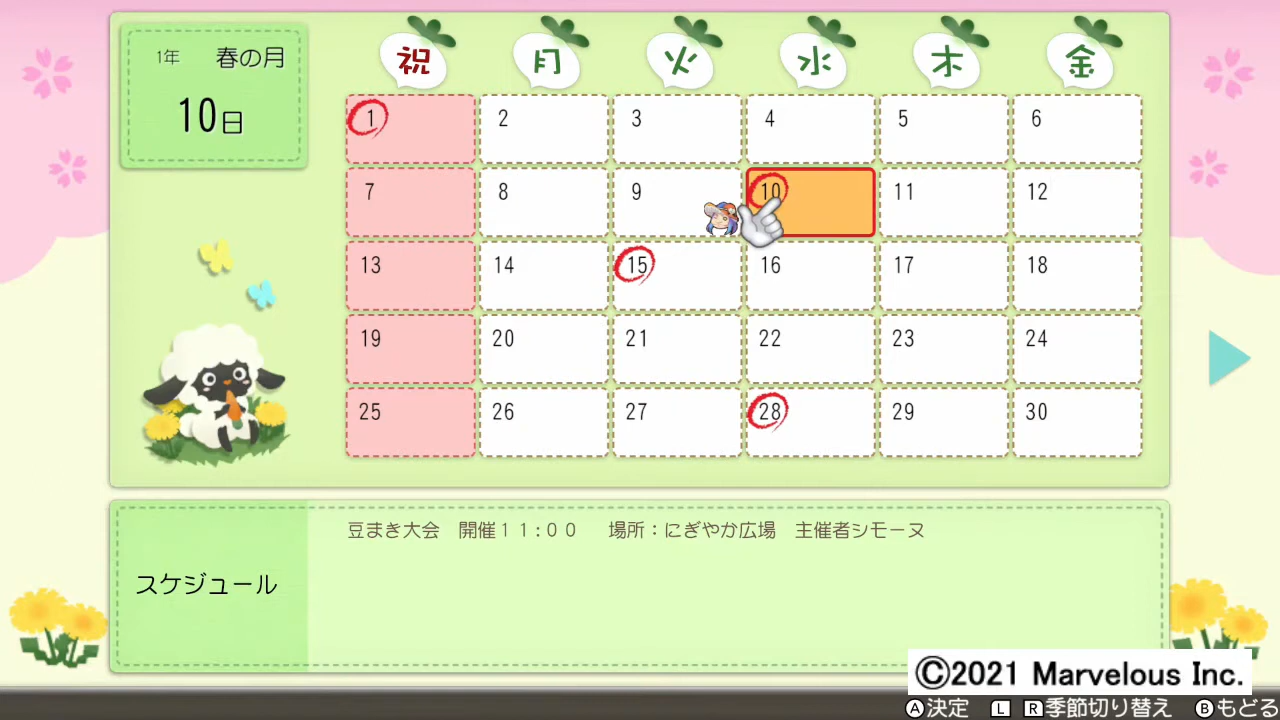 1年 春の月
10日
祝 月 火 水 木 金
1 2 3 4 5 6
7 8 9 10 11 12
13 14 15 16 17 18
19 20 21 22 23 24
25 26 27 28 29 30
豆まき大会 開催11:00 場所:にぎやか広場 主催者シモーヌ
スケジュール
©2021 Marvelous Inc.
Ⓐ決定 L R季節切り替え Ⓑもどる